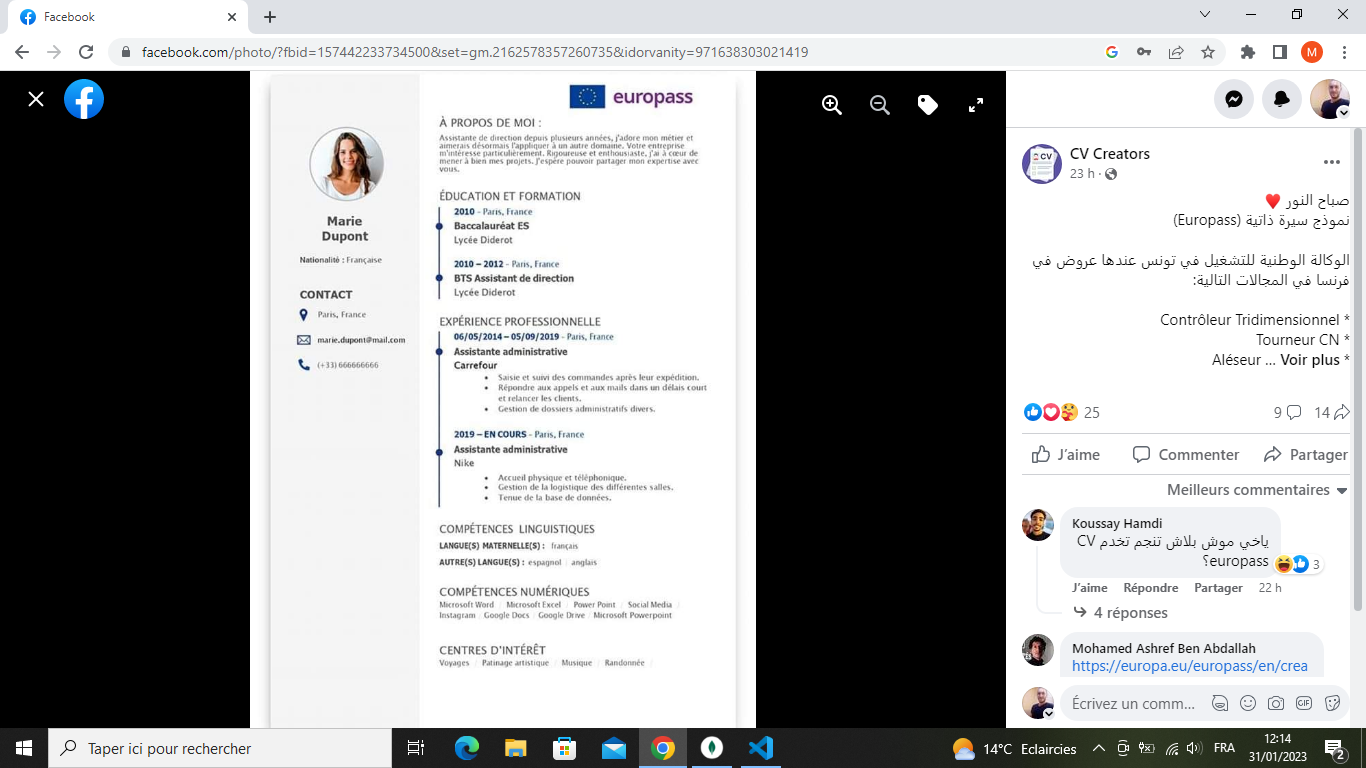 Facebook
facebook.com/photo/?fbid=157442233734500&set=gm.2162578357260735&idorvanity=971638303021419
M
europass
À PROPOS DE MOI :
Assistante de direction depuis plusieurs années, j'adore mon métier et
aimerais désormais l'appliquer à un autre domaine. Votre entreprise
m'intéresse particulièrement. Rigoureuse et enthousiaste, j'ai à cœur de
mener à bien mes projets. J'espère pouvoir partager mon expertise avec
vous.
Marie
Dupont
Nationalité : Française
CONTACT
Paris, France
marie.dupont@mail.com
(+33) 666666666
ÉDUCATION ET FORMATION
2010 - Paris, France
Baccalauréat ES
Lycée Diderot
2010 – 2012 - Paris, France
BTS Assistant de direction
Lycée Diderot
EXPÉRIENCE PROFESSIONNELLE
06/05/2014 – 05/09/2019 - Paris, France
Assistante administrative
Carrefour
• Saisie et suivi des commandes après leur expédition.
• Répondre aux appels et aux mails dans un délais court
et relancer les clients.
• Gestion de dossiers administratifs divers.
2019 – EN COURS - Paris, France
Assistante administrative
Nike
• Accueil physique et téléphonique.
• Gestion de la logistique des différentes salles.
• Tenue de la base de données.
COMPÉTENCES LINGUISTIQUES
LANGUE(S) MATERNELLE(S) : français
AUTRE(S) LANGUE(S) : espagnol | anglais
COMPÉTENCES NUMÉRIQUES
Microsoft Word / Microsoft Excel / Power Point / Social Media /
Instagram / Google Docs / Google Drive / Microsoft Powerpoint
CENTRES D'INTÉRÊT
Voyages / Patinage artistique / Musique / Randonnée /
CV
CV Creators
23 h ·
صباح النور ♥
نموذج سيرة ذاتية (Europass)
الوكالة الوطنية للتشغيل في تونس عندها عروض في
فرنسا في المجالات التالية:
* Contrôleur Tridimensionnel
* Tourneur CN
* Aléseur ... Voir plus
25
9
14
J'aime
Commenter
Partager
Meilleurs commentaires
Koussay Hamdi
ياخي موش بلاش تنجم تخدم CV
europass؟
3
J'aime Répondre Partager 22 h
4 réponses
Mohamed Ashref Ben Abdallah
https://europa.eu/europass/en/crea
Écrivez un comm...
GIF
Taper ici pour rechercher
14°C Eclaircies
FRA
12:14
31/01/2023
2